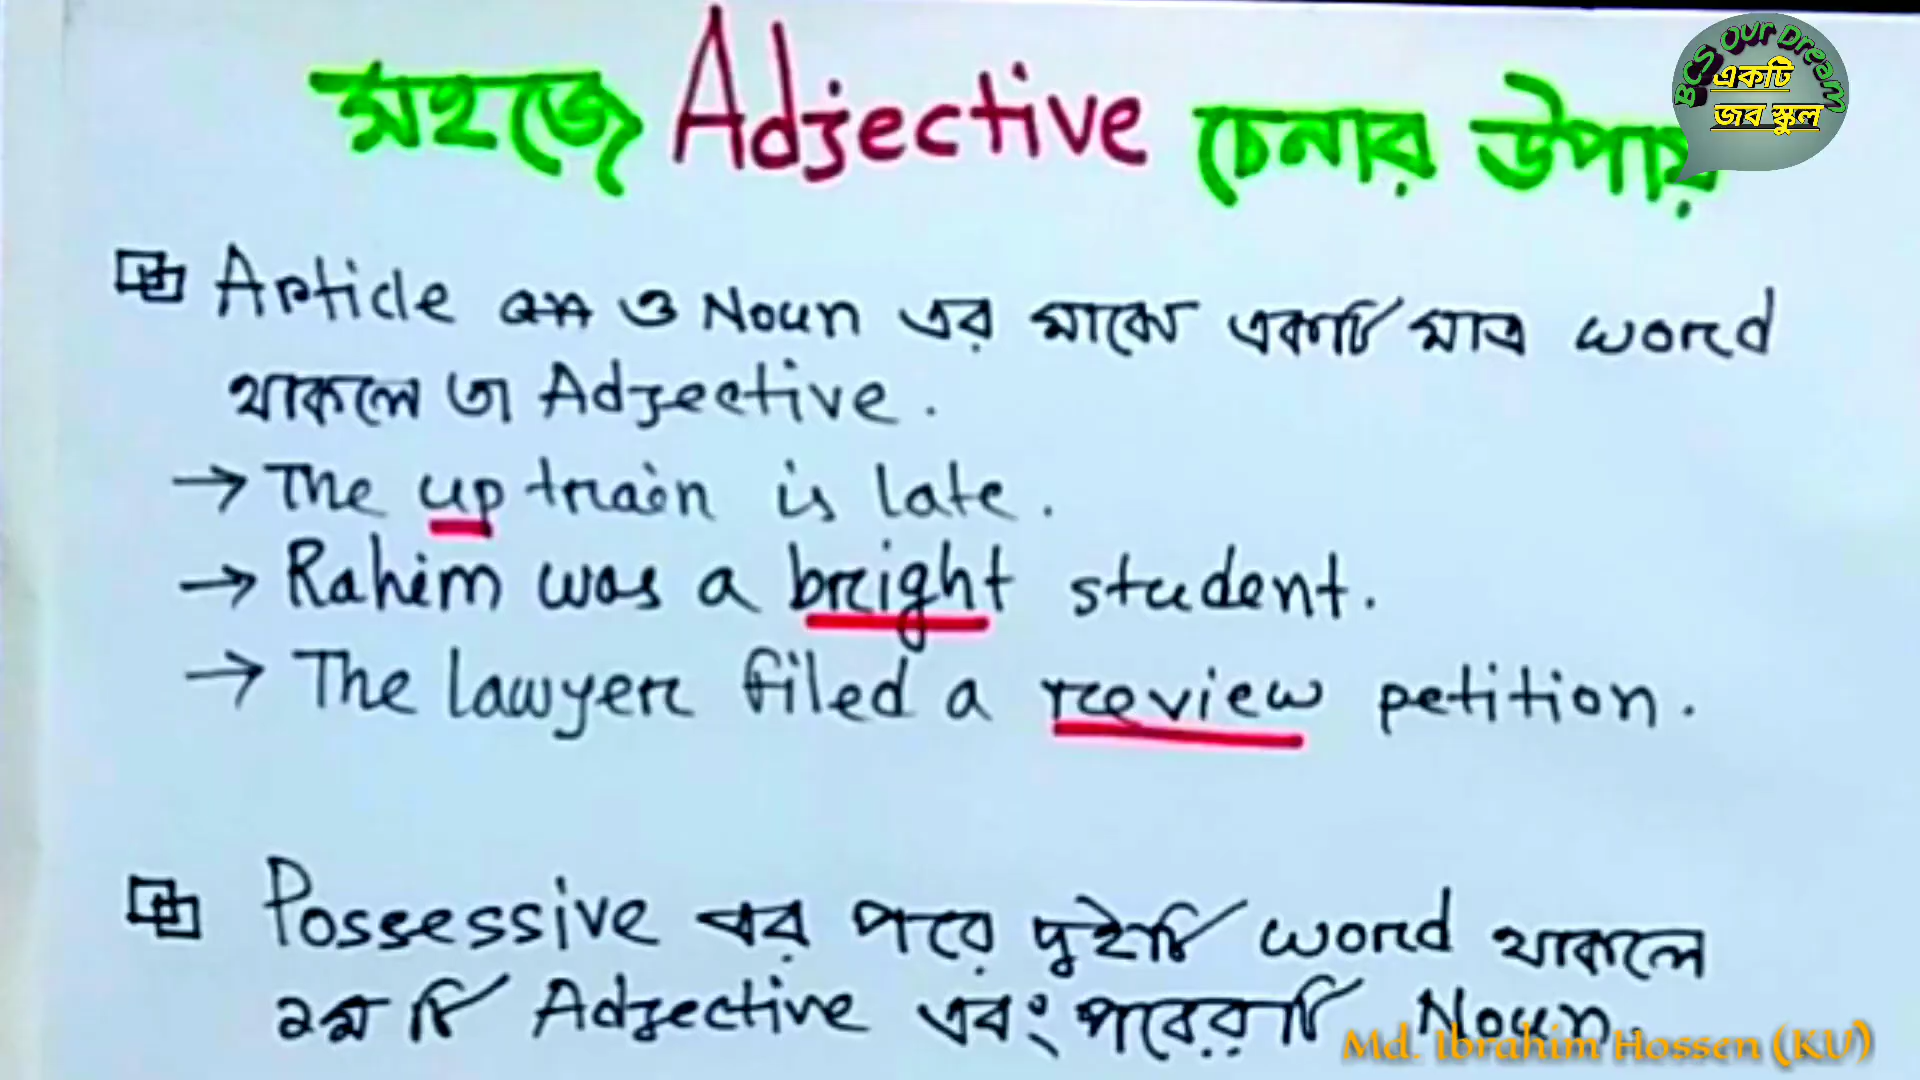 সহজে Adjective চেনার উপায়
BCS Our Dream
একটি
জব স্কুল
Article ও Noun এর মাঝে একটি মাত্র word
থাকলে তা Adjective.
→ The up train is late.
→ Rahim was a bright student.
→ The lawyer filed a review petition.
Possessive এর পরে দুইটি word থাকলে
১ম টি Adjective এবং পরেরটি Noun.
Md. Ibrahim Hossen (KU)